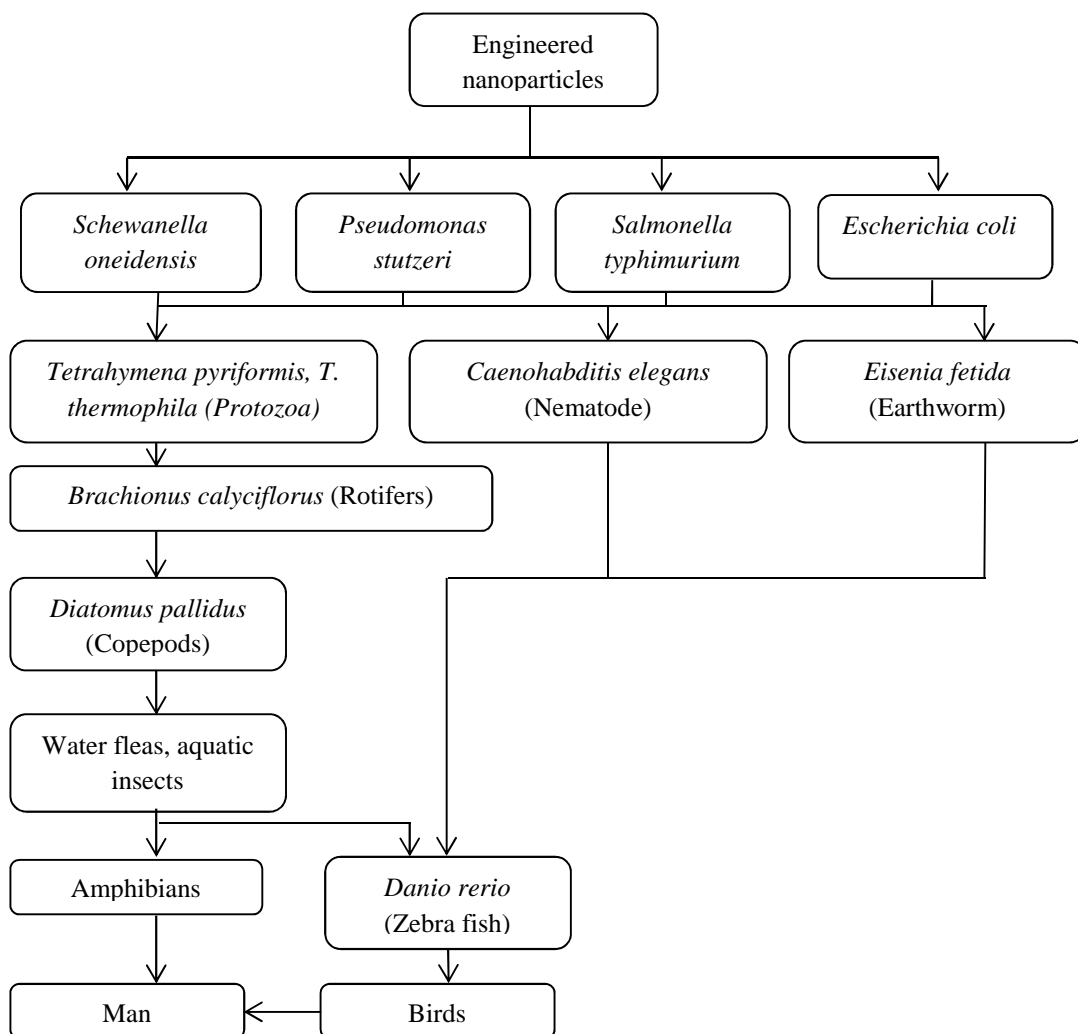 Engineered
nanoparticles
Schewanella
oneidensis
Pseudomonas
stutzeri
Salmonella
typhimurium
Escherichia coli
Tetrahymena pyriformis, T.
thermophila (Protozoa)
Caenohabditis elegans
(Nematode)
Eisenia fetida
(Earthworm)
Brachionus calyciflorus (Rotifers)
Diatomus pallidus
(Copepods)
Water fleas, aquatic
insects
Amphibians
Danio rerio
(Zebra fish)
Man
Birds